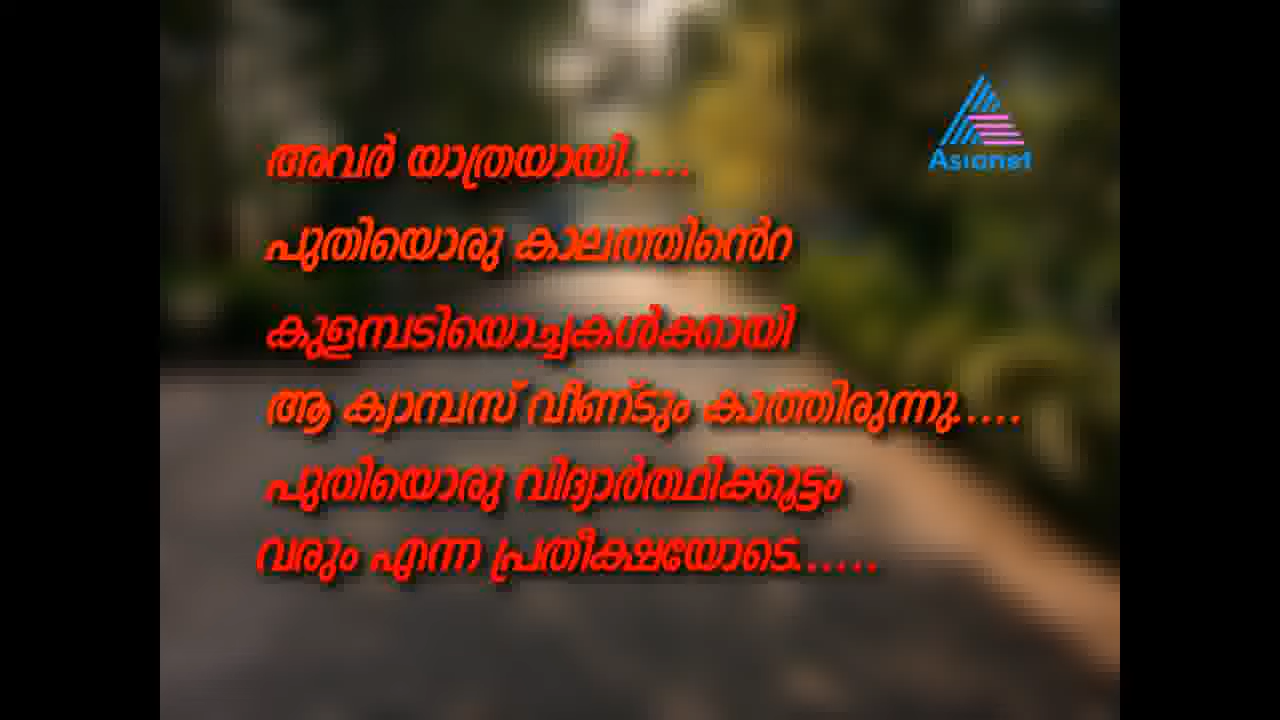 Asianet
അവർ യാത്രയായി.....
പുതിയൊരു കാലത്തിൻെറ
കുളമ്പടിയൊച്ചകൾക്കായി
ആ ക്യാമ്പസ് വീണ്ടും കാത്തിരുന്നു.....
പുതിയൊരു വിദ്യാർത്ഥിക്കൂട്ടം
വരും എന്ന പ്രതീക്ഷയോടെ......